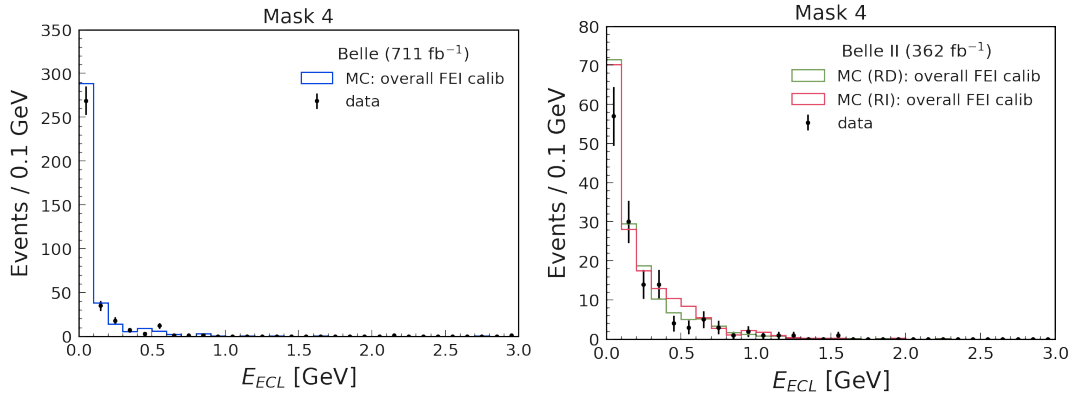 Mask 4
Events / 0.1 GeV
350
300
250
200
150
100
50
0
Belle (711 fb⁻¹)
MC: overall FEI calib
data
0.0 0.5 1.0 1.5 2.0 2.5 3.0
E_ECL [GeV]
Mask 4
Events / 0.1 GeV
80
70
60
50
40
30
20
10
0
Belle II (362 fb⁻¹)
MC (RD): overall FEI calib
MC (RI): overall FEI calib
data
0.0 0.5 1.0 1.5 2.0 2.5 3.0
E_ECL [GeV]